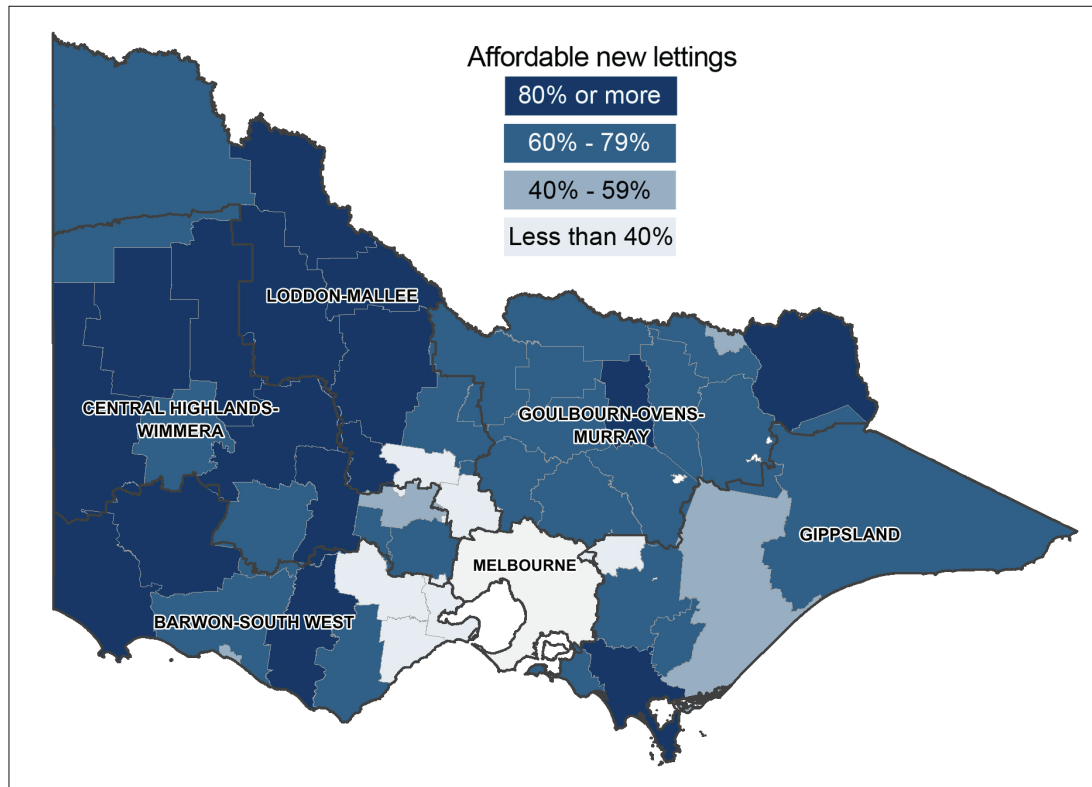 Affordable new lettings
80% or more
60% - 79%
40% - 59%
Less than 40%
LODDON-MALLEE
CENTRAL HIGHLANDS-
WIMMERA
GOULBOURN-OVENS-
MURRAY
GIPPSLAND
MELBOURNE
BARWON-SOUTH WEST